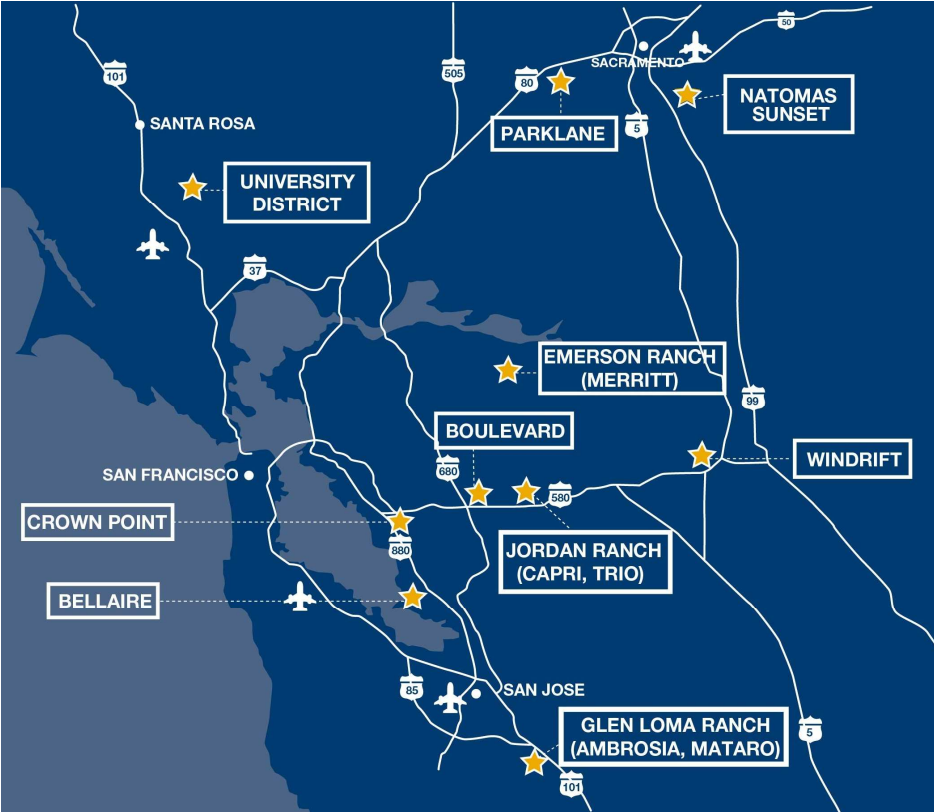 50
101
505
80
SACRAMENTO
NATOMAS
SUNSET
SANTA ROSA
PARKLANE
5
UNIVERSITY
DISTRICT
37
EMERSON RANCH
(MERRITT)
99
BOULEVARD
SAN FRANCISCO
680
WINDRIFT
580
CROWN POINT
880
JORDAN RANCH
(CAPRI, TRIO)
BELLAIRE
85
SAN JOSE
GLEN LOMA RANCH
(AMBROSIA, MATARO)
5
101